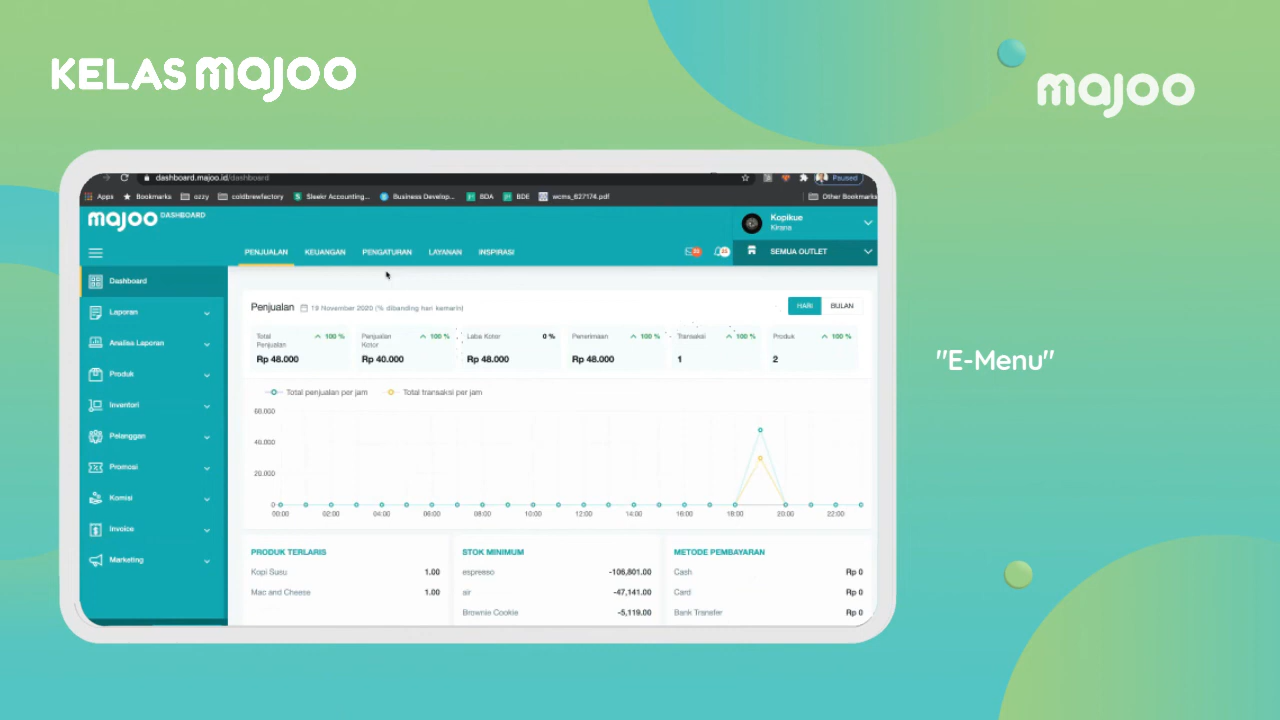 KELAS majoo
majoo
dashboard.majoo.id/dashboard
Paused
Apps Bookmarks ozzy coldbrewfactory Sleekr Accounting... Business Develop... BDA BDE wcms_627174.pdf Other Bookmarks
majoo DASHBOARD
Kopikue
Kirana
PENJUALAN KEUANGAN PENGATURAN LAYANAN INSPIRASI
SEMUA OUTLET
Dashboard
Laporan
Analisa Laporan
Produk
Inventori
Pelanggan
Promosi
Komisi
Invoice
Marketing
Penjualan 19 November 2020 (% dibanding hari kemarin)
HARI BULAN
Total Penjualan 100 % Rp 48.000
Penjualan Kotor 100 % Rp 40.000
Laba Kotor 0 % Rp 48.000
Penerimaan 100 % Rp 48.000
Transaksi 100 % 1
Produk 100 % 2
Total penjualan per jam Total transaksi per jam
60.000
40.000
20.000
0
00:00 02:00 04:00 06:00 08:00 10:00 12:00 14:00 16:00 18:00 20:00 22:00
PRODUK TERLARIS
Kopi Susu 1.00
Mac and Cheese 1.00
STOK MINIMUM
espresso -106,801.00
air -47,141.00
Brownie Cookie -5,119.00
METODE PEMBAYARAN
Cash Rp 0
Card Rp 0
Bank Transfer Rp 0
"E-Menu"